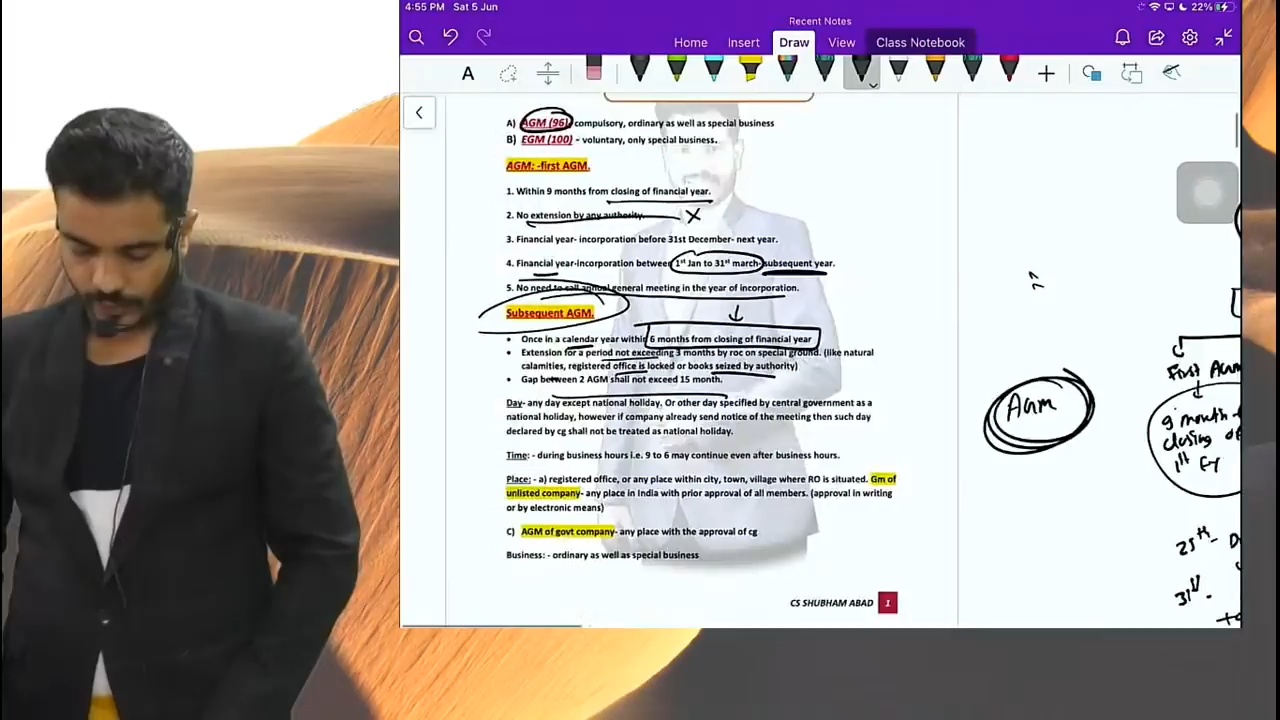 4:55 PM Sat 5 Jun
22%
Recent Notes
Home Insert Draw View Class Notebook
A
A) AGM (96), compulsory, ordinary as well as special business
B) EGM (100) – voluntary, only special business.
AGM: -first AGM.
1. Within 9 months from closing of financial year.
2. No extension by any authority. X
3. Financial year- incorporation before 31st December- next year.
4. Financial year-incorporation between 1st Jan to 31st march- subsequent year.
5. No need to call annual general meeting in the year of incorporation.
Subsequent AGM.
• Once in a calendar year within 6 months from closing of financial year
• Extension for a period not exceeding 3 months by roc on special ground. (like natural
calamities, registered office is locked or books seized by authority)
• Gap between 2 AGM shall not exceed 15 month.
Day- any day except national holiday. Or other day specified by central government as a
national holiday, however if company already send notice of the meeting then such day
declared by cg shall not be treated as national holiday.
Time: - during business hours i.e. 9 to 6 may continue even after business hours.
Place: - a) registered office, or any place within city, town, village where RO is situated. Gm of
unlisted company- any place in India with prior approval of all members. (approval in writing
or by electronic means)
C) AGM of govt company- any place with the approval of cg
Business: - ordinary as well as special business
CS SHUBHAM ABAD 1
Agm
First Agm
9 month
closing of
1st Fy
25th-
31st-